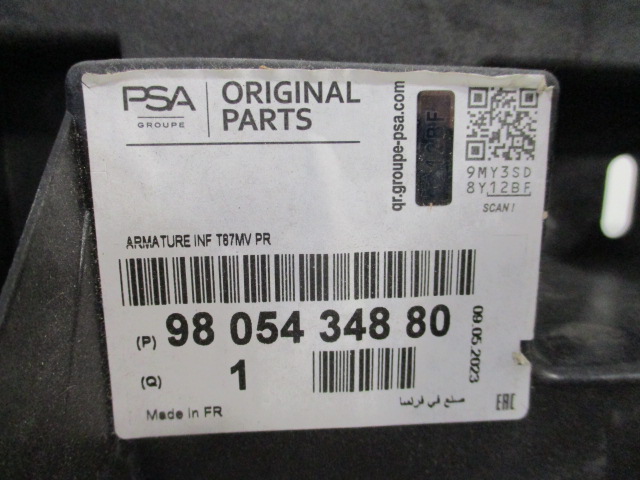 PSA
GROUPE
ORIGINAL
PARTS
qr.groupe-psa.com
9MY3SD
8Y12BF
SCAN !
ARMATURE INF T87MV PR
(P) 98 054 348 80
09.05.2023
(Q) 1
Made in FR
صنع في فرنسا
EAC